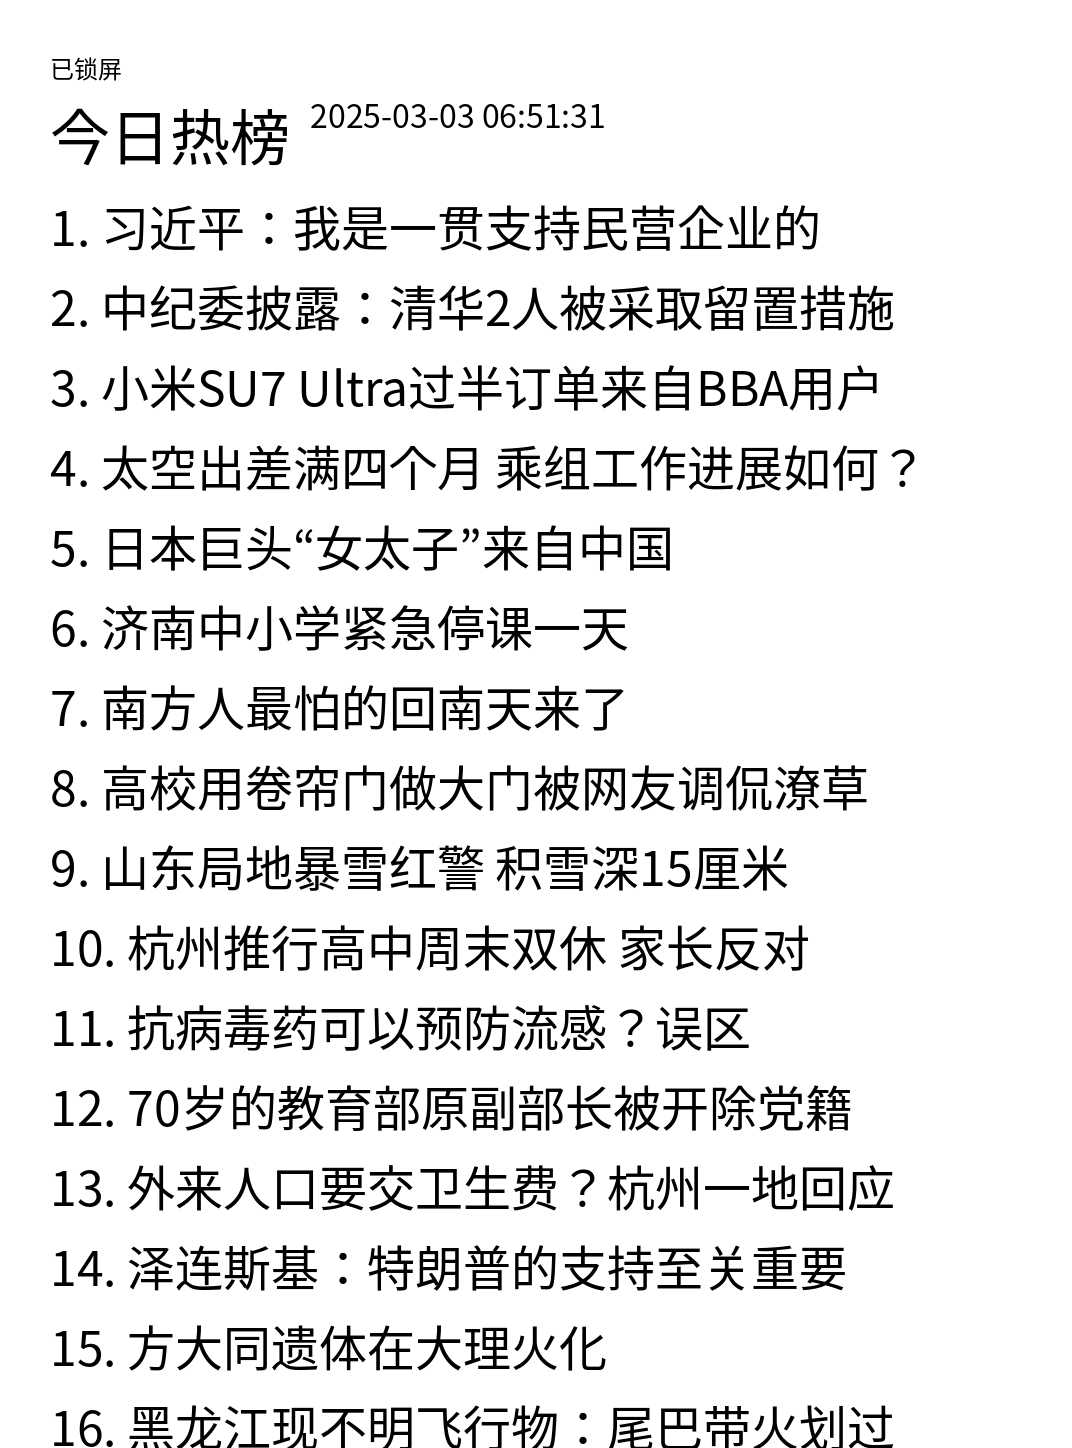 已锁屏
今日热榜 2025-03-03 06:51:31
1. 习近平：我是一贯支持民营企业的
2. 中纪委披露：清华2人被采取留置措施
3. 小米SU7 Ultra过半订单来自BBA用户
4. 太空出差满四个月 乘组工作进展如何？
5. 日本巨头“女太子”来自中国
6. 济南中小学紧急停课一天
7. 南方人最怕的回南天来了
8. 高校用卷帘门做大门被网友调侃潦草
9. 山东局地暴雪红警 积雪深15厘米
10. 杭州推行高中周末双休 家长反对
11. 抗病毒药可以预防流感？误区
12. 70岁的教育部原副部长被开除党籍
13. 外来人口要交卫生费？杭州一地回应
14. 泽连斯基：特朗普的支持至关重要
15. 方大同遗体在大理火化
16. 黑龙江现不明飞行物：尾巴带火划过